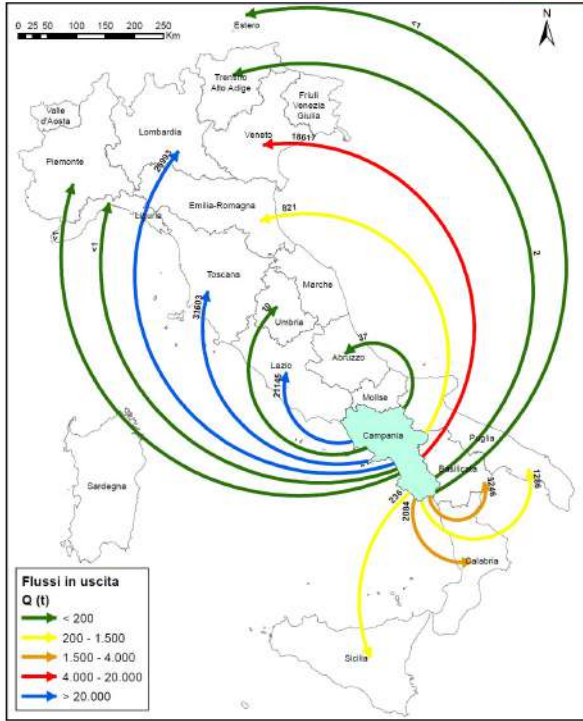 N
0 25 50 100 150 200 250
Km
Estero
<1
Trentino
Alto Adige
Friuli
Venezia
Giulia
Valle
d'Aosta
Lombardia
Veneto
18617
Piemonte
29993
Emilia-Romagna
821
Liguria
<1
<1
2
Toscana
Marche
31603
10
Umbria
37
Abruzzo
Lazio
21145
Molise
Campania
Puglia
Basilicata
Sardegna
236
2084
3246
1286
Calabria
Sicilia
Flussi in uscita
Q (t)
< 200
200 - 1.500
1.500 - 4.000
4.000 - 20.000
> 20.000